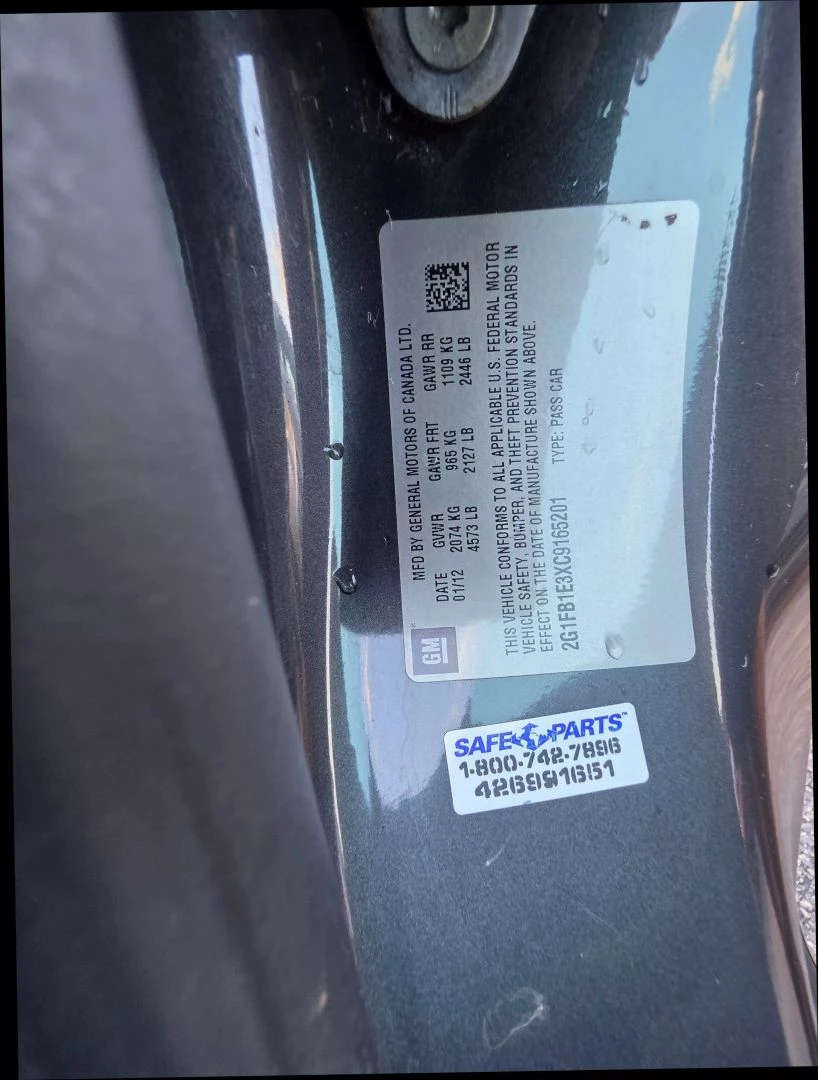 MFD BY GENERAL MOTORS OF CANADA LTD.
DATE GVWR GAWR FRT GAWR RR
01/12 2074 KG 965 KG 1109 KG
4573 LB 2127 LB 2446 LB
GM®
THIS VEHICLE CONFORMS TO ALL APPLICABLE U.S. FEDERAL MOTOR
VEHICLE SAFETY, BUMPER, AND THEFT PREVENTION STANDARDS IN
EFFECT ON THE DATE OF MANUFACTURE SHOWN ABOVE.
2G1FB1E3XC9165201 TYPE: PASS CAR
SAFE PARTS™
1-800-742-7896
426991651